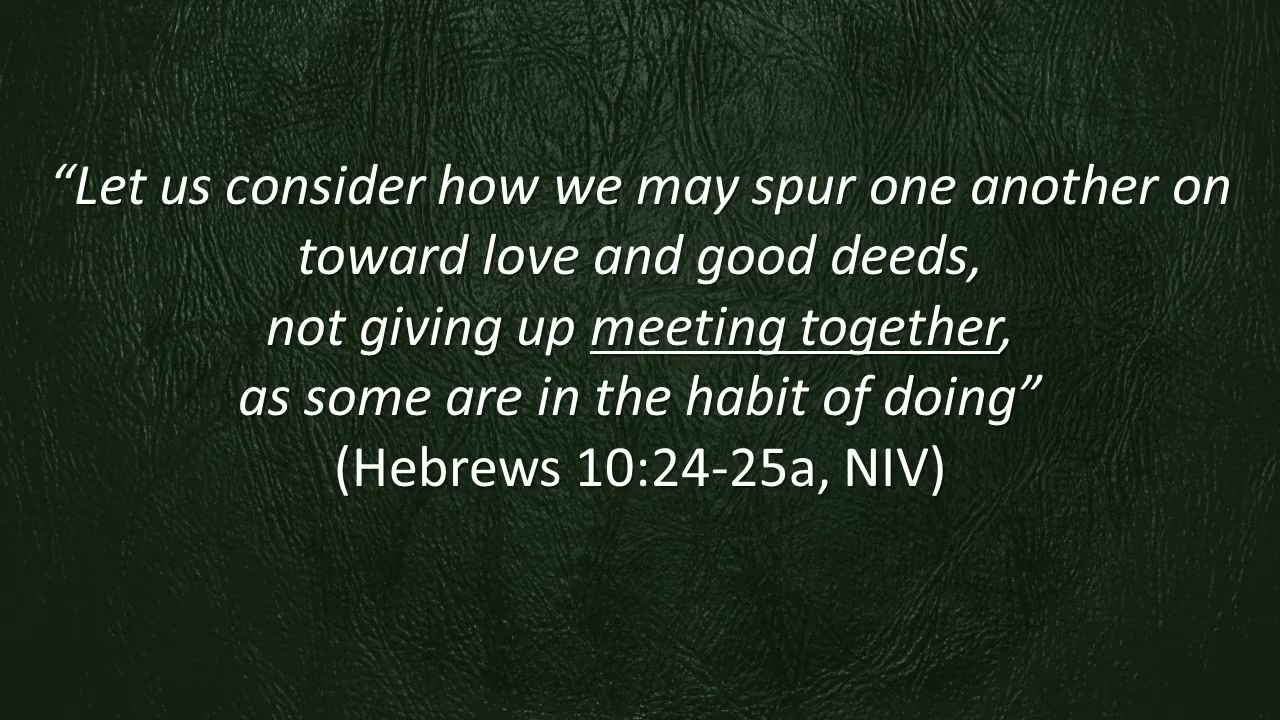 “Let us consider how we may spur one another on
toward love and good deeds,
not giving up meeting together,
as some are in the habit of doing”
(Hebrews 10:24-25a, NIV)